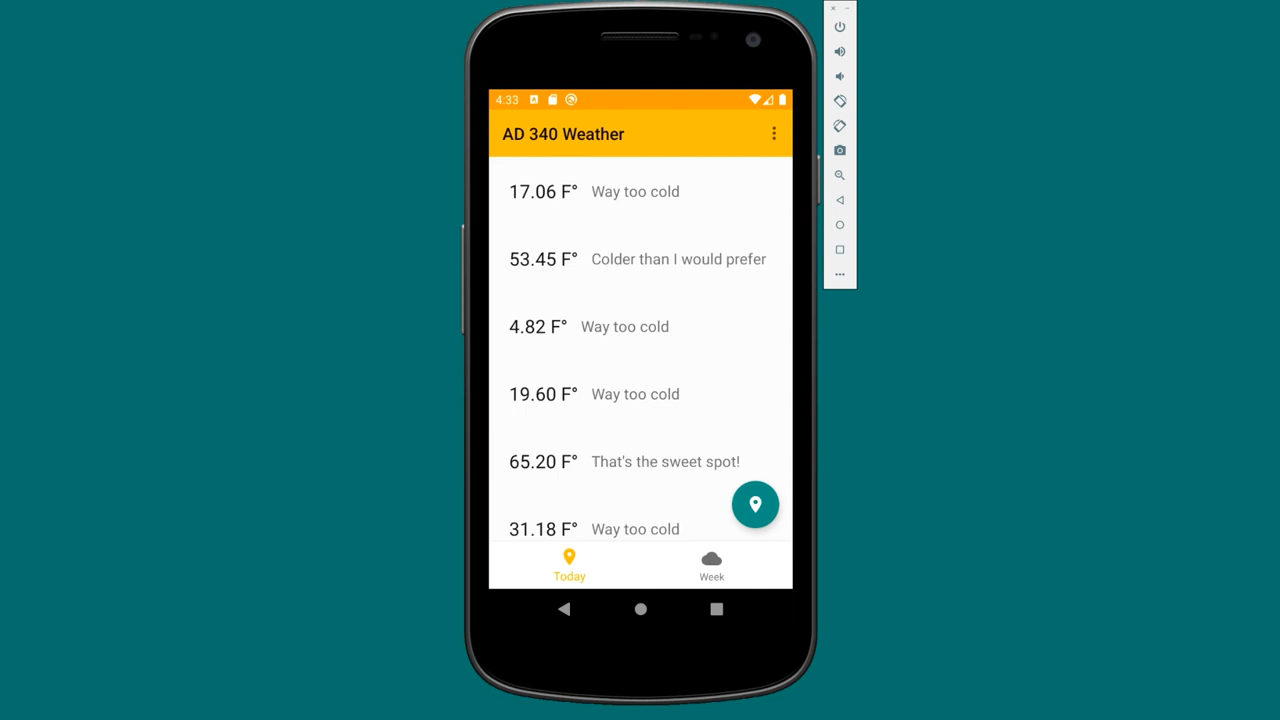 4.33
AD 340 Weather
17.06 F° Way too cold
53.45 F° Colder than I would prefer
4.82 F° Way too cold
19.60 F° Way too cold
65.20 F° That's the sweet spot!
31.18 F° Way too cold
Today Week